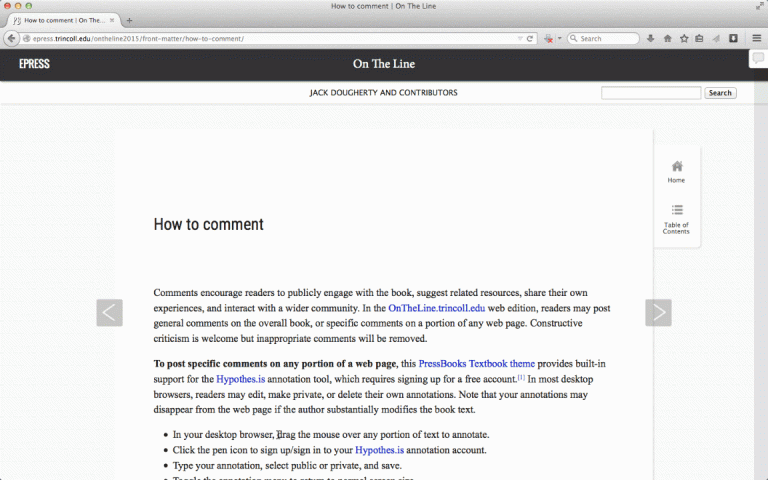 How to comment | On The Line
How to comment | On The...
epress.trincoll.edu/ontheline2015/front-matter/how-to-comment/
Search
EPRESS
On The Line
JACK DOUGHERTY AND CONTRIBUTORS
Search
Home
Table of
Contents
How to comment
Comments encourage readers to publicly engage with the book, suggest related resources, share their own
experiences, and interact with a wider community. In the OnTheLine.trincoll.edu web edition, readers may post
general comments on the overall book, or specific comments on a portion of any web page. Constructive
criticism is welcome but inappropriate comments will be removed.
To post specific comments on any portion of a web page, this PressBooks Textbook theme provides built-in
support for the Hypothes.is annotation tool, which requires signing up for a free account.[1] In most desktop
browsers, readers may edit, make private, or delete their own annotations. Note that your annotations may
disappear from the web page if the author substantially modifies the book text.
• In your desktop browser, drag the mouse over any portion of text to annotate.
• Click the pen icon to sign up/sign in to your Hypothes.is annotation account.
• Type your annotation, select public or private, and save.
• Toggle the annotation menu to return to normal screen size.